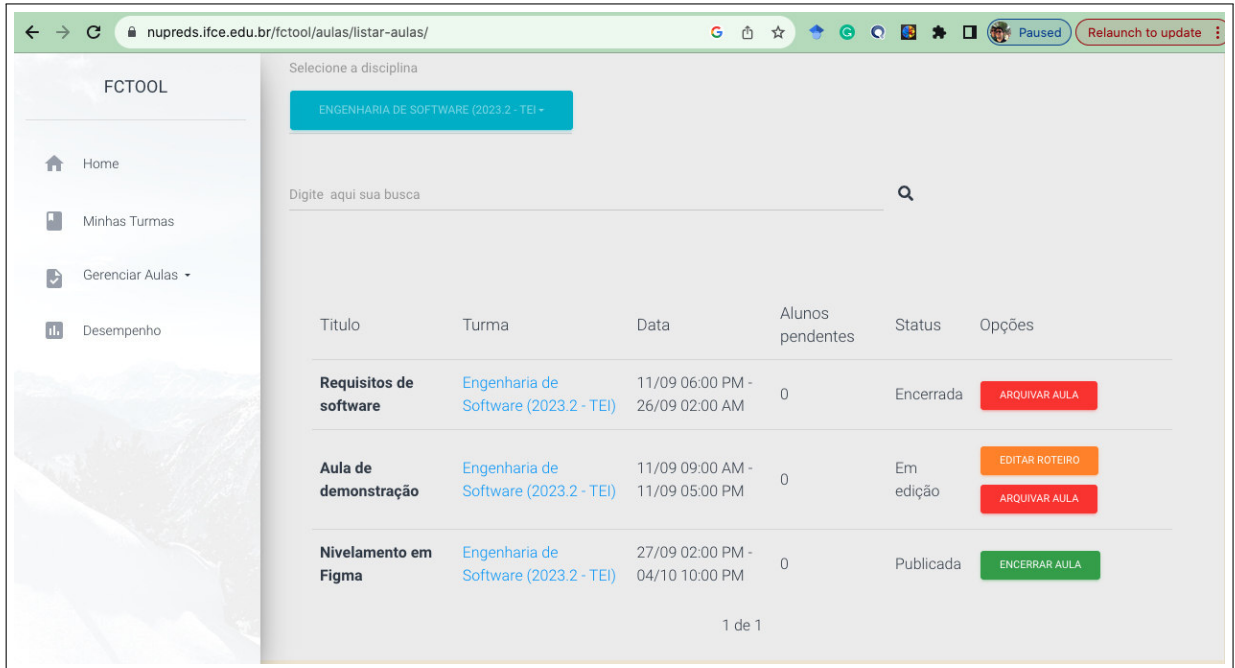 nupreds.ifce.edu.br/fctool/aulas/listar-aulas/
Paused
Relaunch to update
FCTOOL
Home
Minhas Turmas
Gerenciar Aulas
Desempenho
Selecione a disciplina
ENGENHARIA DE SOFTWARE (2023.2 - TEI
Digite aqui sua busca
Titulo Turma Data Alunos pendentes Status Opções
Requisitos de software
Engenharia de Software (2023.2 - TEI)
11/09 06:00 PM -
26/09 02:00 AM
0
Encerrada
ARQUIVAR AULA
Aula de demonstração
Engenharia de Software (2023.2 - TEI)
11/09 09:00 AM -
11/09 05:00 PM
0
Em edição
EDITAR ROTEIRO
ARQUIVAR AULA
Nivelamento em Figma
Engenharia de Software (2023.2 - TEI)
27/09 02:00 PM -
04/10 10:00 PM
0
Publicada
ENCERRAR AULA
1 de 1